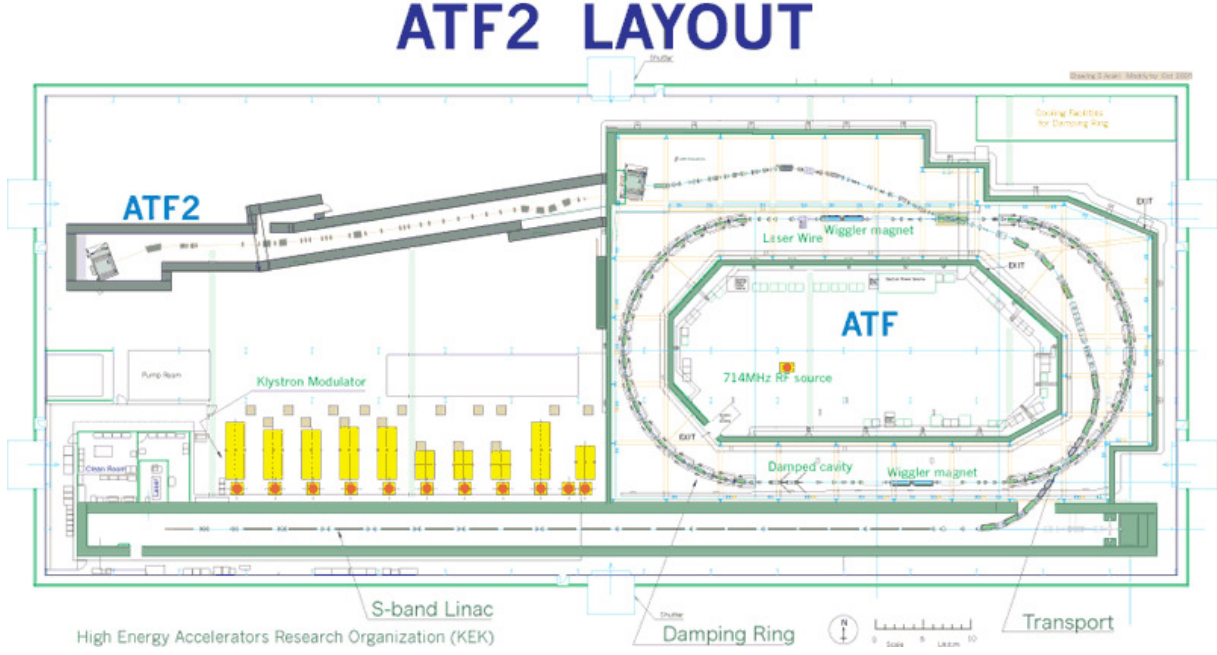 ATF2 LAYOUT
Shutter
Cooling Facilities
for Damping Ring
ATF2
EXIT
Laser Wire
Wiggler magnet
EXIT
ATF
714MHz RF source
Pump Room
Klystron Modulator
EXIT
Clean Room
Laser
Damped cavity
Wiggler magnet
S-band Linac
High Energy Accelerators Research Organization (KEK)
Shutter
Damping Ring
N
0 5 10
Scale
Transport